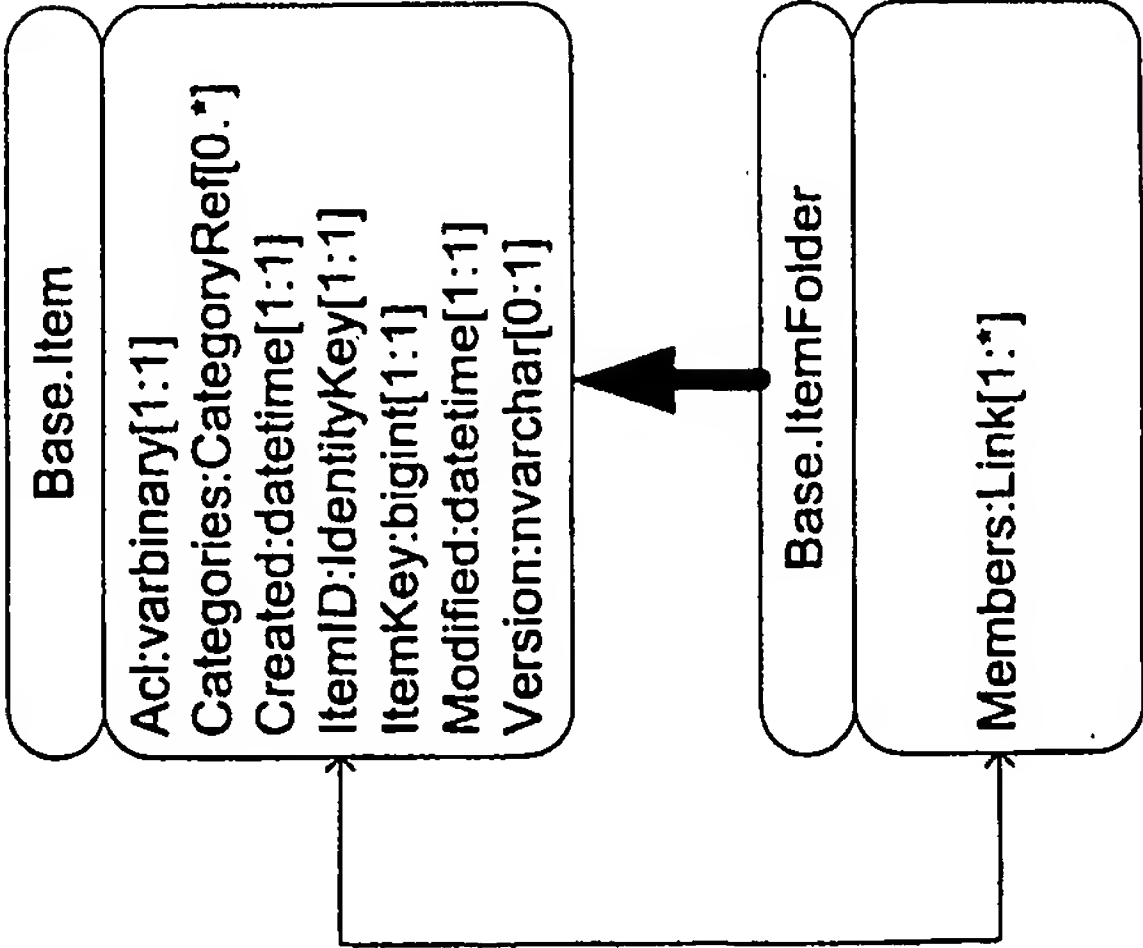 Base.Item
Acl:varbinary[1:1]
Categories:CategoryRef[0.*]
Created:datetime[1:1]
ItemID:IdentityKey[1:1]
ItemKey:bigint[1:1]
Modified:datetime[1:1]
Version:nvarchar[0:1]
Base.ItemFolder
Members:Link[1:*]